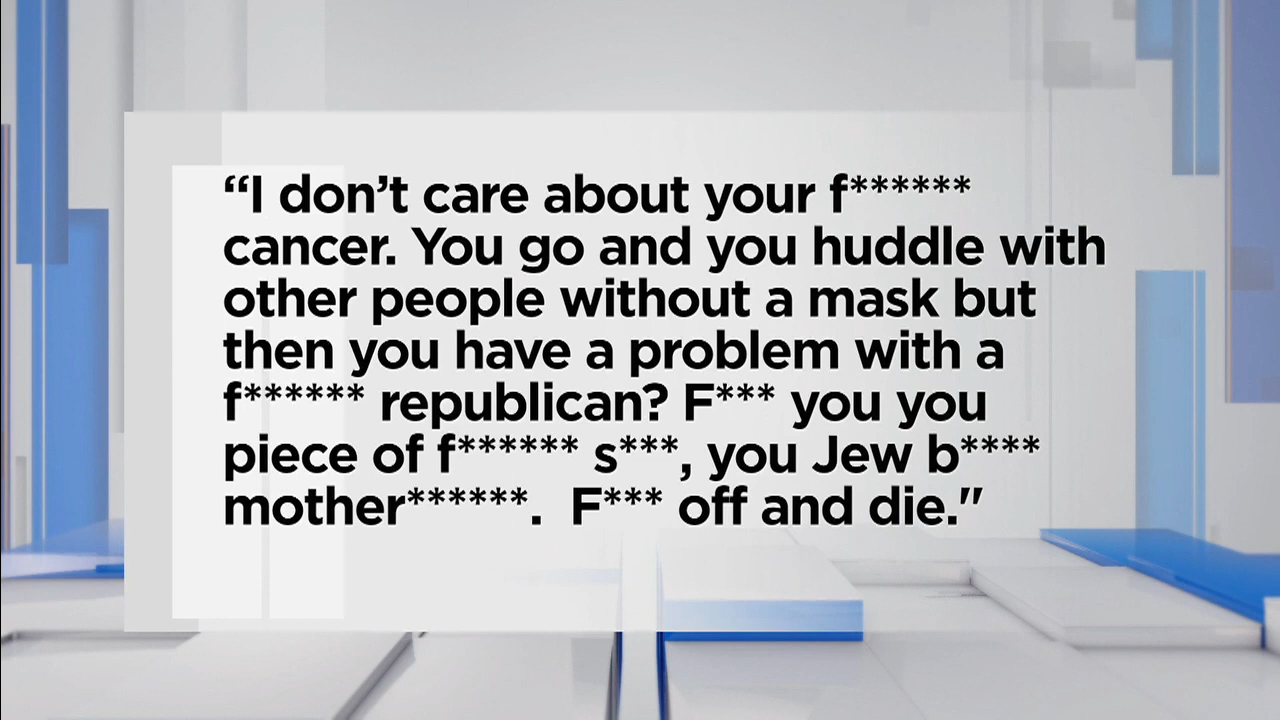 “I don’t care about your f******
cancer. You go and you huddle with
other people without a mask but
then you have a problem with a
f****** republican? F*** you you
piece of f****** s***, you Jew b****
mother******.  F*** off and die."